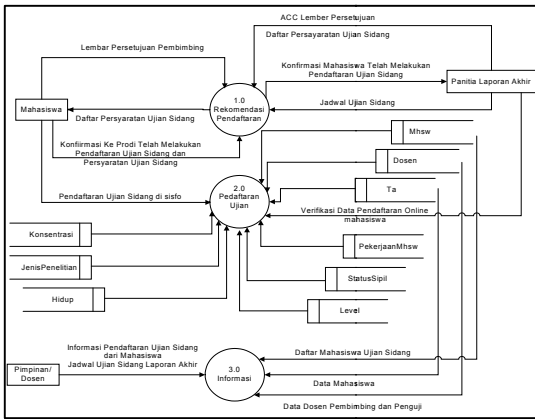 ACC Lember Persetujuan
Daftar Persayaratan Ujian Sidang
Lembar Persetujuan Pembimbing
Konfirmasi Mahasiswa Telah Melakukan
Pendaftaran Ujian Sidang
1.0
Rekomendasi
Pendaftaran
Mahasiswa
Panitia Laporan Akhir
Daftar Persyaratan Ujian Sidang
Jadwal Ujian Sidang
Konfiirmasi Ke Prodi Telah Melakukan
Pendaftaran Ujian Sidang dan
Persyaratan Ujian Sidang
Mhsw
Dosen
2.0
Pedaftaran
Ujian
Ta
Pendaftaran Ujian Sidang di sisfo
Verifikasi Data Pendaftaran Online
mahasiswa
Konsentrasi
PekerjaanMhsw
JenisPenelitian
StatusSipil
Hidup
Level
Informasi Pendaftaran Ujian Sidang
dari Mahasiswa
Jadwal Ujian Sidang Laporan Akhir
Daftar Mahasiswa Ujian Sidang
Pimpinan/
Dosen
3.0
Informasi
Data Mahasiswa
Data Dosen Pembimbing dan Penguji